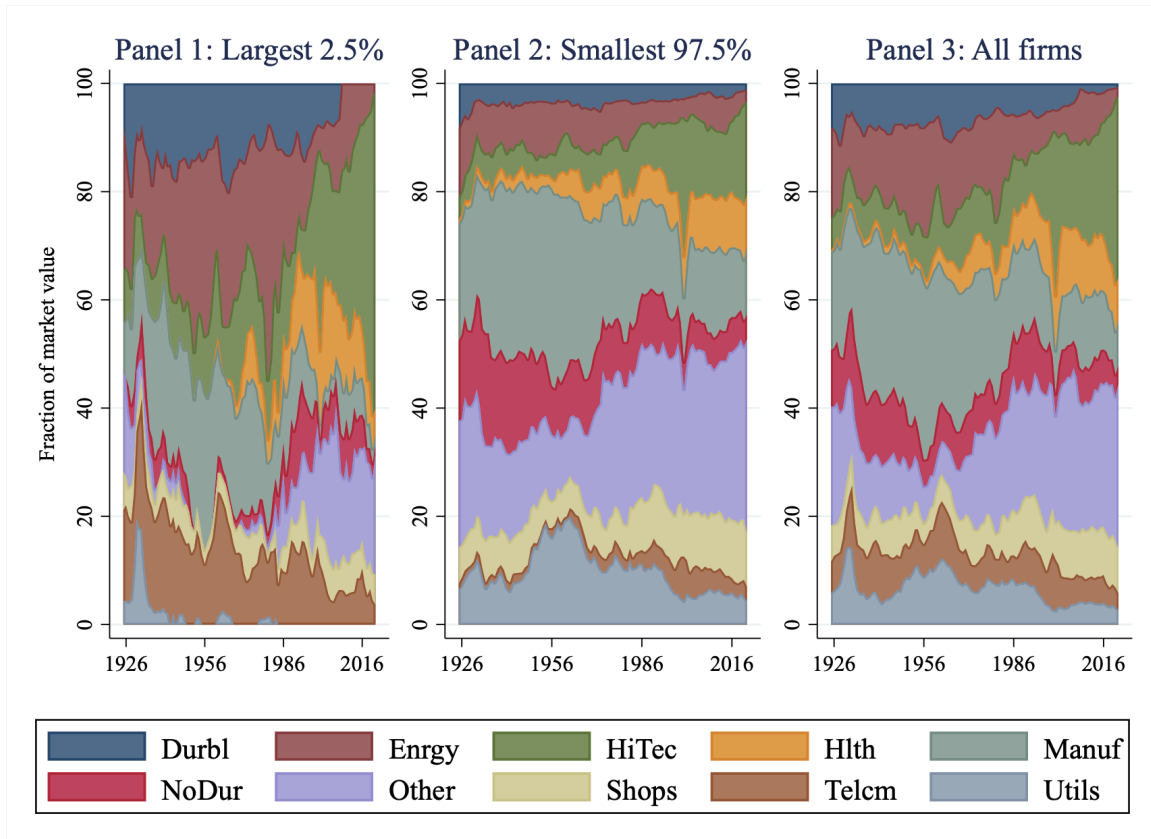 Panel 1: Largest 2.5%
Panel 2: Smallest 97.5%
Panel 3: All firms
Fraction of market value
100
80
60
40
20
0
1926 1956 1986 2016
100
80
60
40
20
0
1926 1956 1986 2016
100
80
60
40
20
0
1926 1956 1986 2016
Durbl Enrgy HiTec Hlth Manuf
NoDur Other Shops Telcm Utils